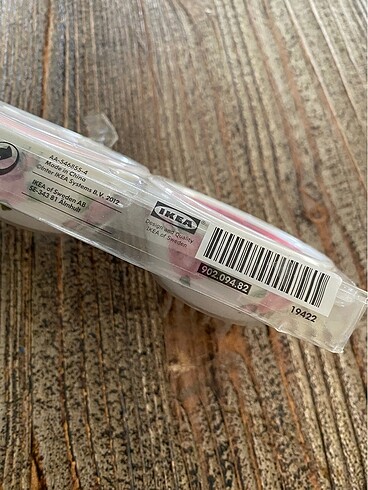 AA-546855-4
Made in China
©Inter IKEA Systems B.V. 2012
IKEA of Sweden AB
SE-343 81 Älmhult
IKEA
Design and Quality
IKEA of Sweden
902.094.82
19422